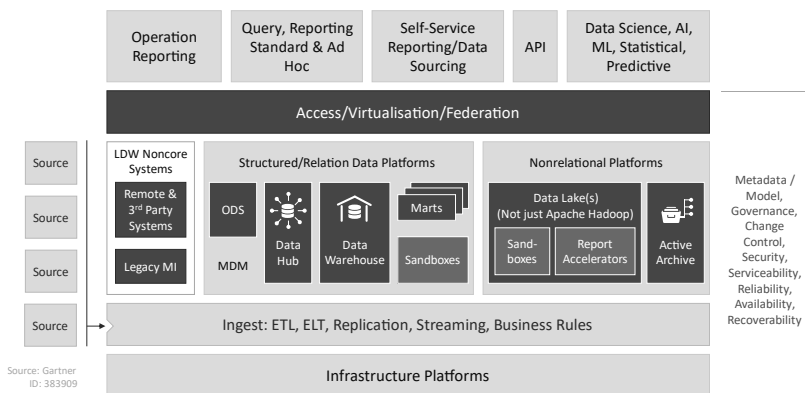 Operation
Reporting
Query, Reporting
Standard & Ad
Hoc
Self-Service
Reporting/Data
Sourcing
API
Data Science, AI,
ML, Statistical,
Predictive
Access/Virtualisation/Federation
Source
Source
Source
Source
LDW Noncore
Systems
Remote &
3rd Party
Systems
Legacy MI
Structured/Relation Data Platforms
ODS
MDM
Data
Hub
Data
Warehouse
Marts
Sandboxes
Nonrelational Platforms
Data Lake(s)
(Not just Apache Hadoop)
Sand-
boxes
Report
Accelerators
Active
Archive
Metadata /
Model,
Governance,
Change
Control,
Security,
Serviceability,
Reliability,
Availability,
Recoverability
Ingest: ETL, ELT, Replication, Streaming, Business Rules
Infrastructure Platforms
Source: Gartner
ID: 383909